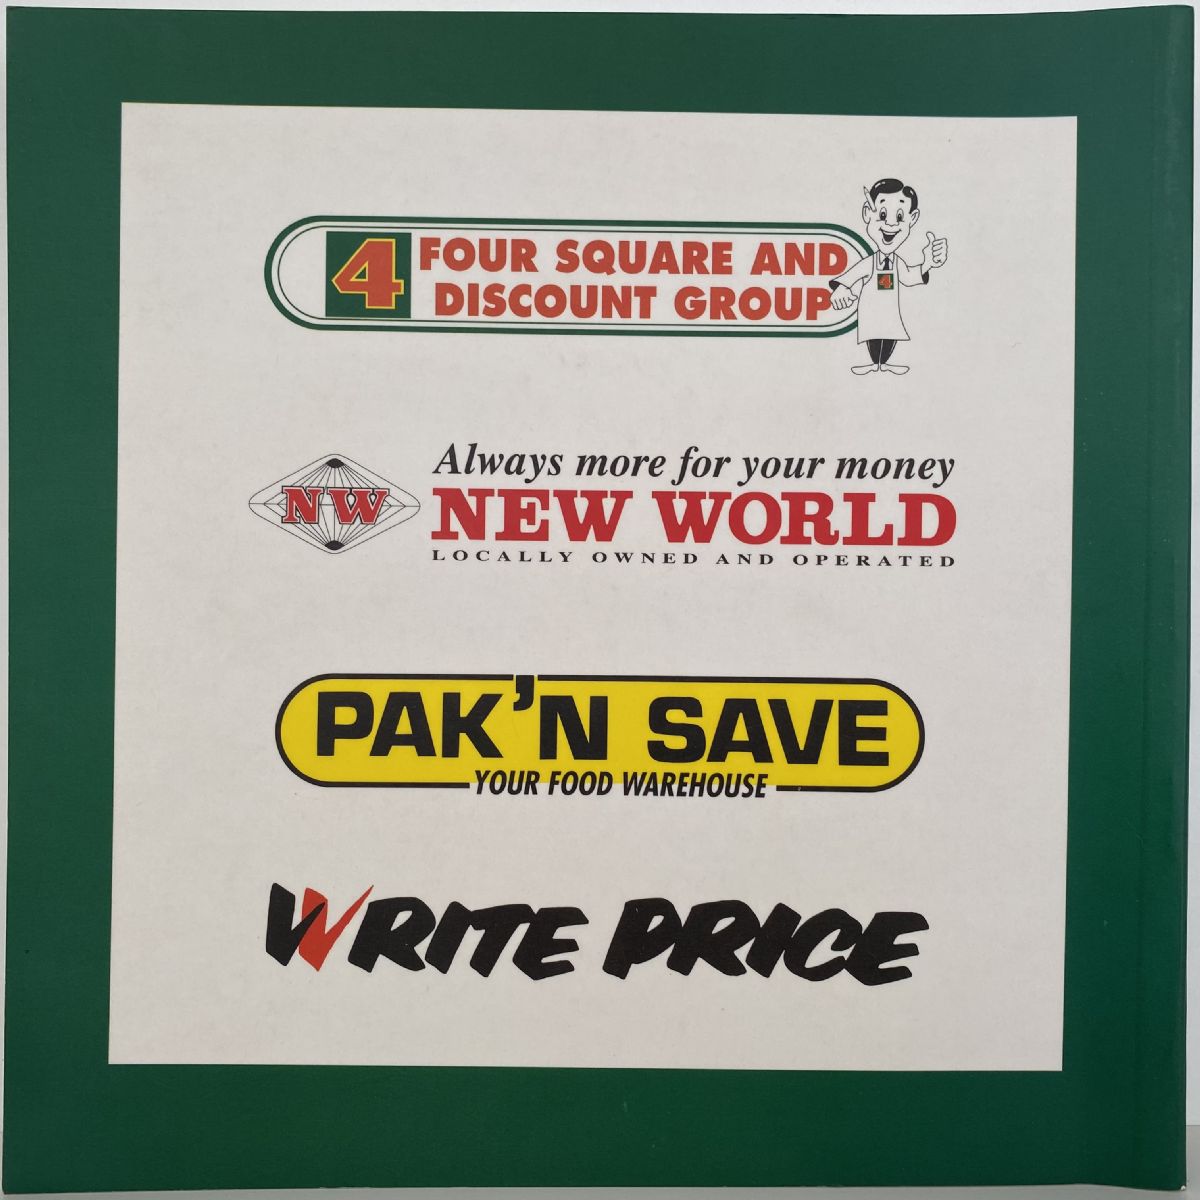 4
FOUR SQUARE AND
DISCOUNT GROUP
4
Always more for your money
NW
NEW WORLD
LOCALLY OWNED AND OPERATED
PAK'N SAVE
YOUR FOOD WAREHOUSE
WRITE PRICE